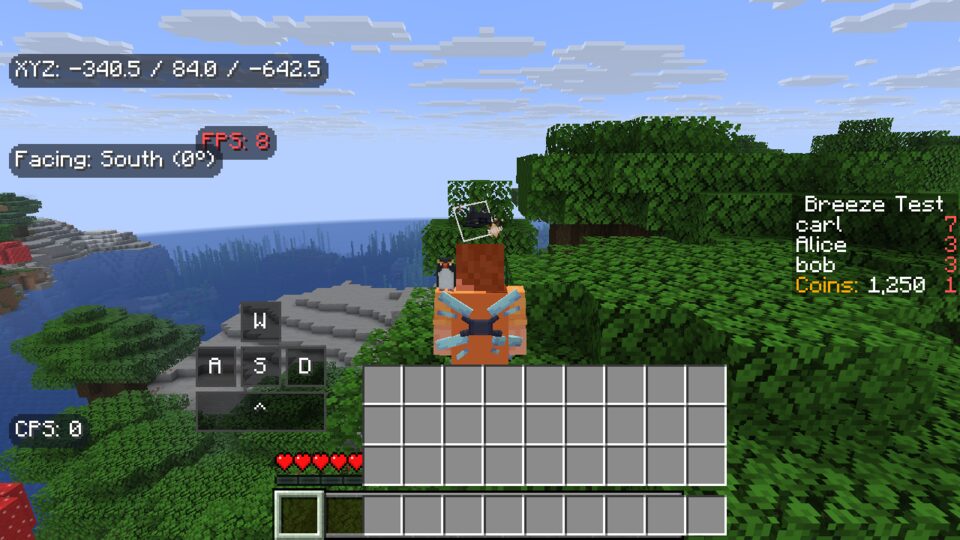 XYZ: -340.5 / 84.0 / -642.5
FPS: 8
Facing: South (0°)
Breeze Test
carl 7
Alice 3
bob 3
Coins: 1,250 1
W
A S D
^
CPS: 0